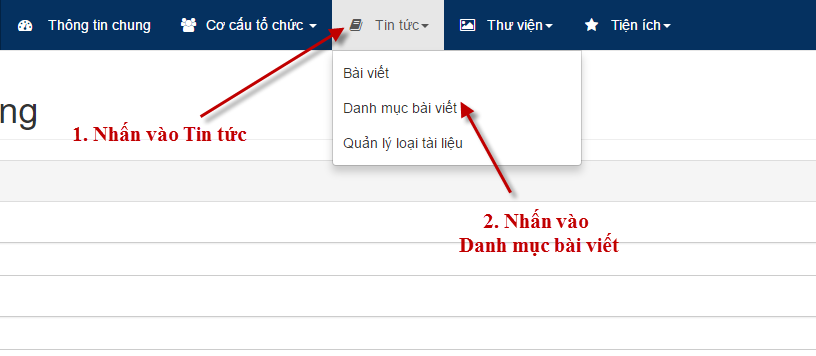 Thông tin chung Cơ cấu tổ chức Tin tức Thư viện Tiện ích
Bài viết
ng
Danh mục bài viết
1. Nhấn vào Tin tức
Quản lý loại tài liệu
2. Nhấn vào
Danh mục bài viết